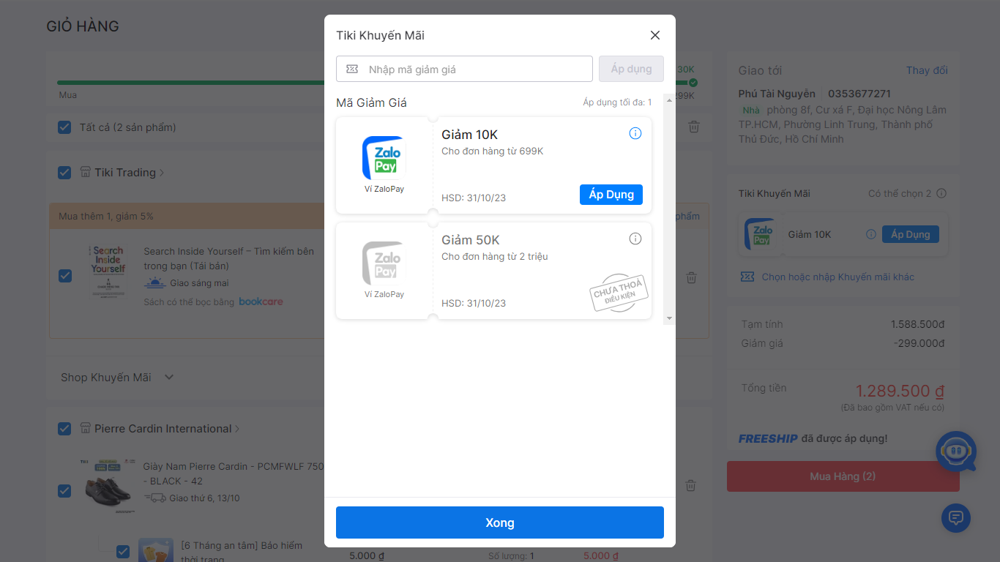 GIỎ HÀNG
30K
Mua
299K
Tất cả (2 sản phẩm)
Tiki Trading
Mua thêm 1, giảm 5%
phẩm
Search
Inside
Yourself
Search Inside Yourself – Tìm kiếm bên
trong bạn (Tái bản)
Giao sáng mai
Sách có thể bọc bằng bookcare
Shop Khuyến Mãi
Pierre Cardin International
Giày Nam Pierre Cardin - PCMFWLF 750
- BLACK - 42
Giao thứ 6, 13/10
[6 Tháng an tâm] Bảo hiểm
thời trang
5.000 ₫
Số lượng: 1
5.000 ₫
Tiki Khuyến Mãi
Nhập mã giảm giá
Áp dụng
Mã Giảm Giá
Áp dụng tối đa: 1
Zalo
Pay
Ví ZaloPay
Giảm 10K
Cho đơn hàng từ 699K
HSD: 31/10/23
Áp Dụng
Zalo
Pay
Ví ZaloPay
Giảm 50K
Cho đơn hàng từ 2 triệu
HSD: 31/10/23
CHƯA THOẢ
ĐIỀU KIỆN
Xong
Giao tới
Thay đổi
Phú Tài Nguyễn
0353677271
Nhà phòng 8f, Cư xá F, Đại học Nông Lâm
TP.HCM, Phường Linh Trung, Thành phố
Thủ Đức, Hồ Chí Minh
Tiki Khuyến Mãi
Có thể chọn 2
Zalo
Pay
Giảm 10K
Áp Dụng
Chọn hoặc nhập Khuyến mãi khác
Tạm tính
1.588.500đ
Giảm giá
-299.000đ
Tổng tiền
1.289.500 ₫
(Đã bao gồm VAT nếu có)
FREESHIP đã được áp dụng!
Mua Hàng (2)